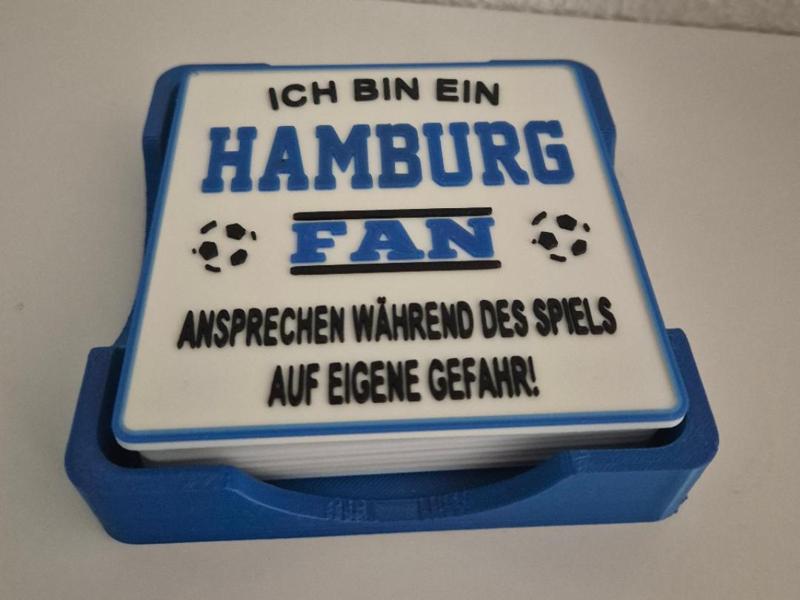 ICH BIN EIN
HAMBURG
FAN
ANSPRECHEN WÄHREND DES SPIELS
AUF EIGENE GEFAHR!